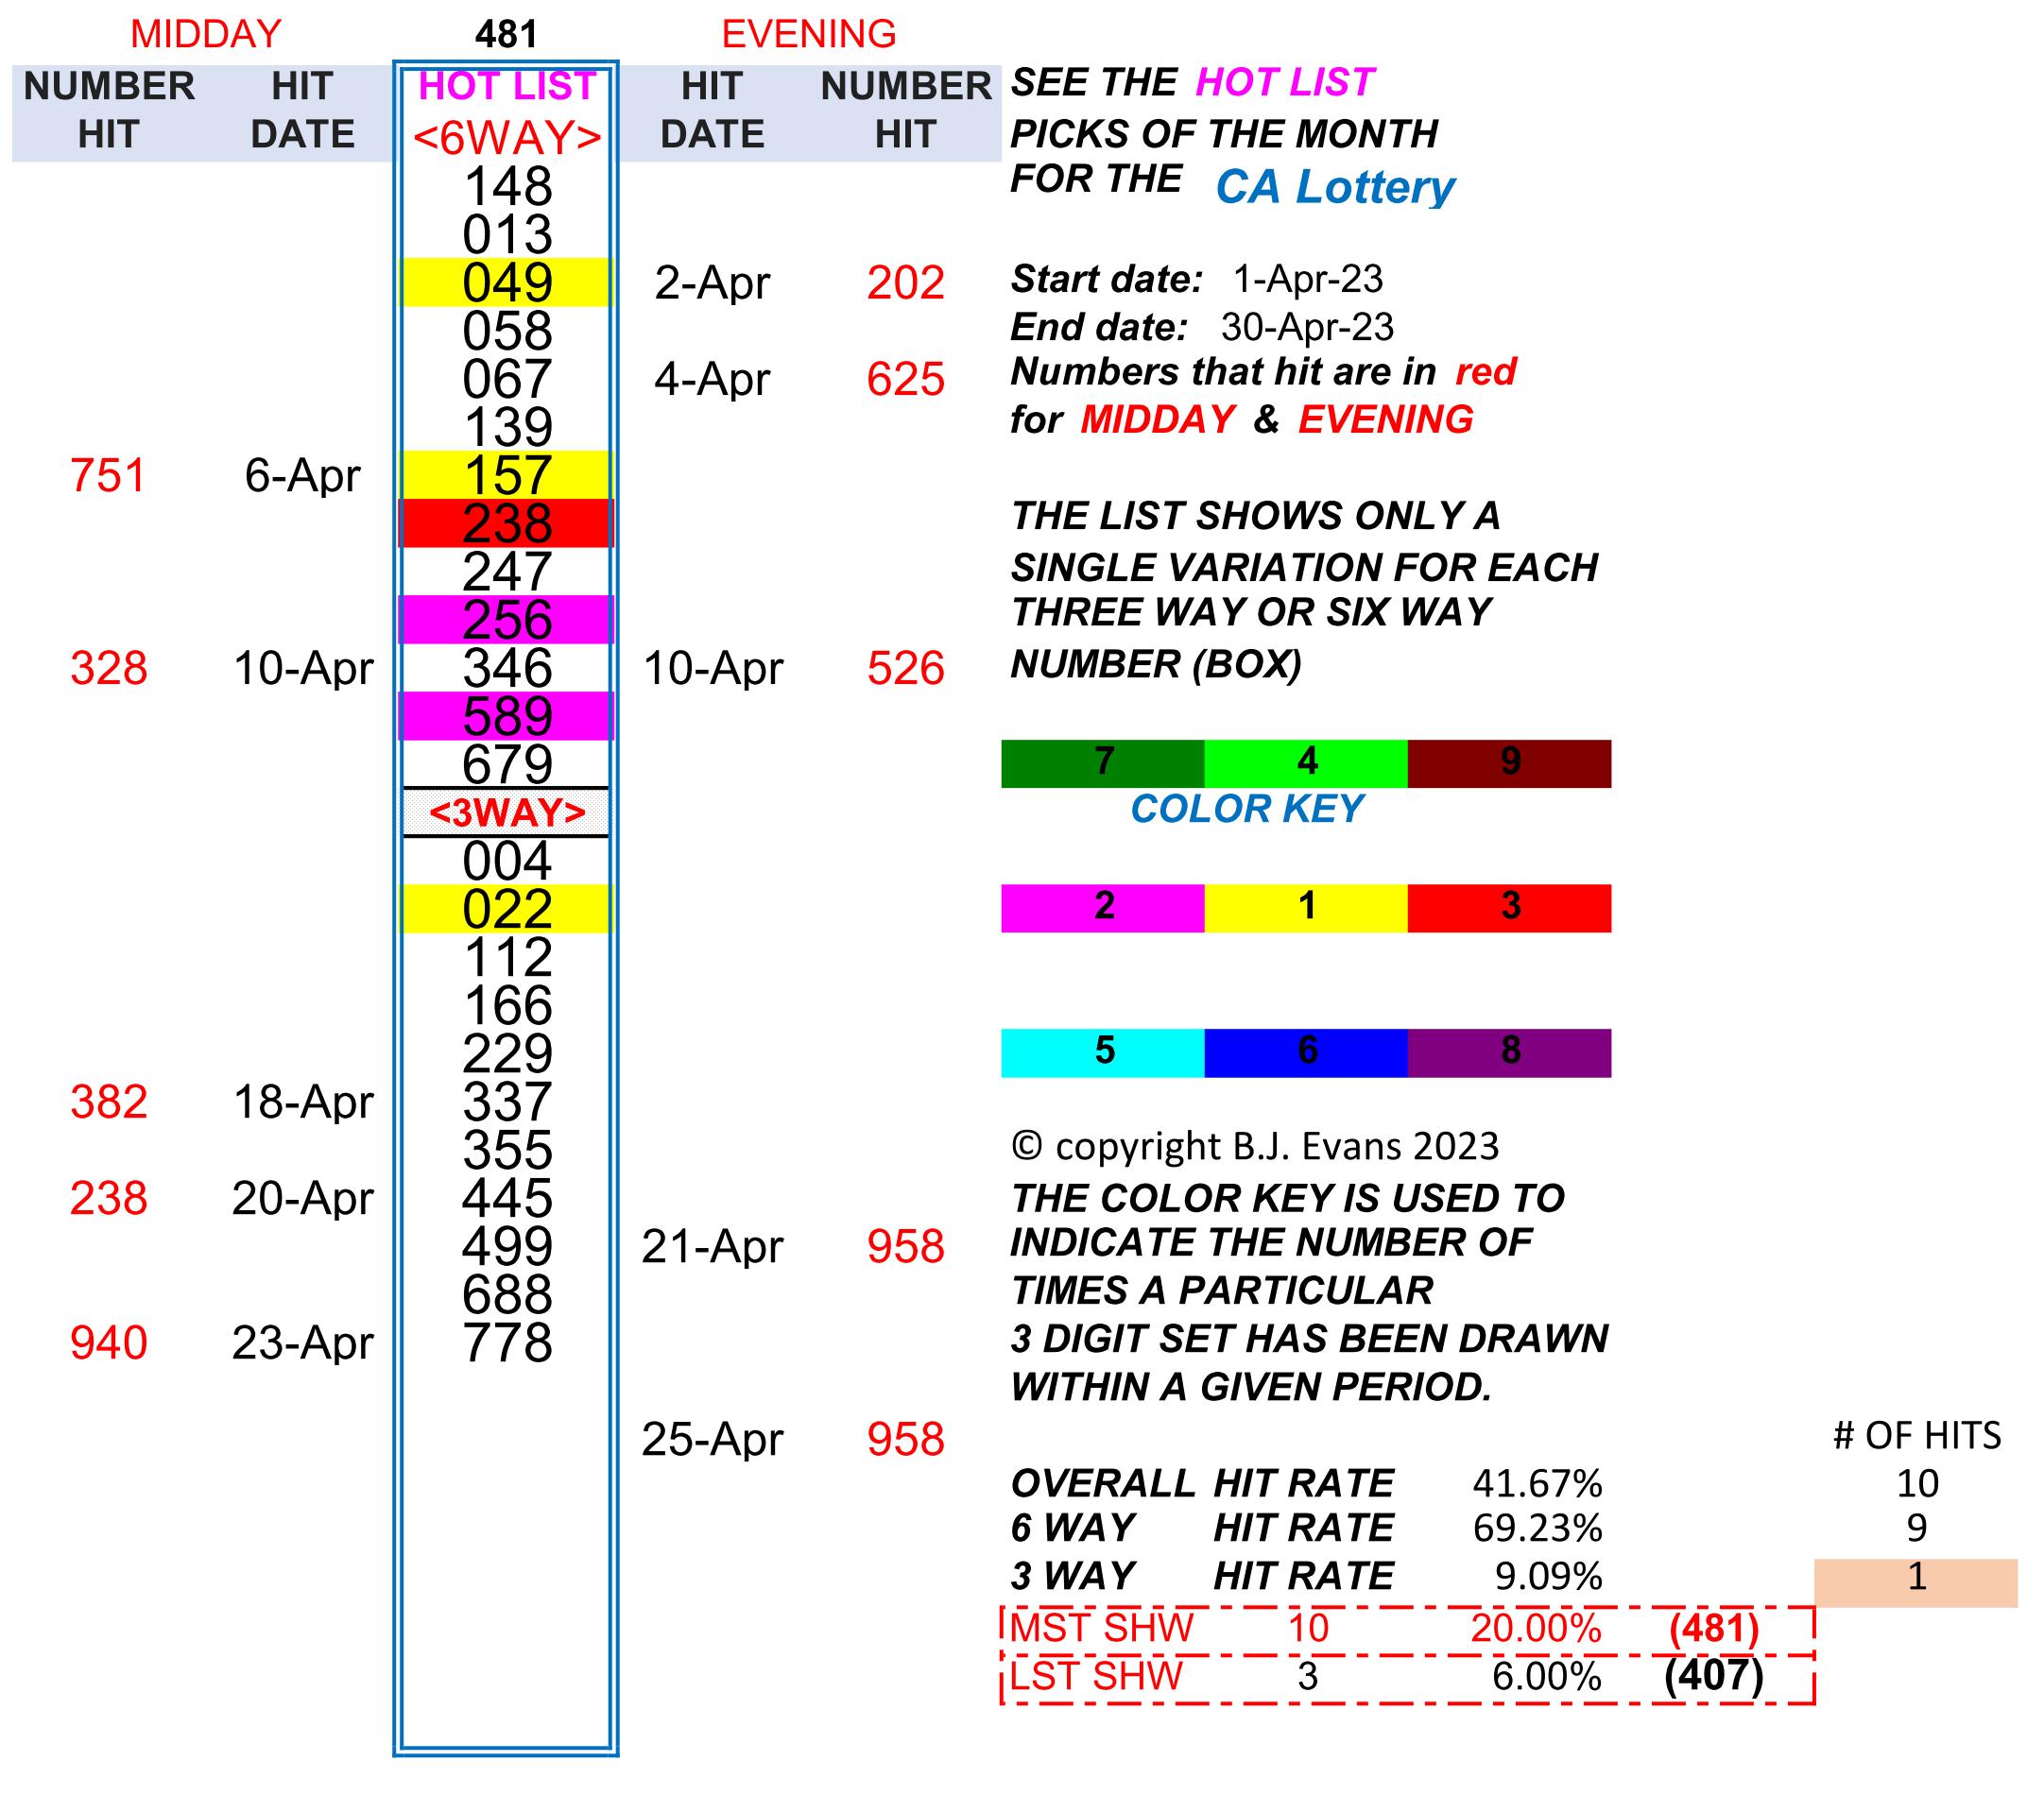 MIDDAY 481 EVENING
NUMBER HIT HOT LIST HIT NUMBER SEE THE HOT LIST
HIT DATE <6WAY> DATE HIT PICKS OF THE MONTH
148 FOR THE CA Lottery
013
049 2-Apr 202 Start date: 1-Apr-23
058 End date: 30-Apr-23
067 4-Apr 625 Numbers that hit are in red
139 for MIDDAY & EVENING
751 6-Apr 157
238 THE LIST SHOWS ONLY A
247 SINGLE VARIATION FOR EACH
256 THREE WAY OR SIX WAY
328 10-Apr 346 10-Apr 526 NUMBER (BOX)
589
679 7 4 9
<3WAY> COLOR KEY
004
022 2 1 3
112
166
229 5 6 8
382 18-Apr 337
355 © copyright B.J. Evans 2023
238 20-Apr 445 THE COLOR KEY IS USED TO
499 21-Apr 958 INDICATE THE NUMBER OF
688 TIMES A PARTICULAR
940 23-Apr 778 3 DIGIT SET HAS BEEN DRAWN
WITHIN A GIVEN PERIOD.
25-Apr 958 # OF HITS
OVERALL HIT RATE 41.67% 10
6 WAY HIT RATE 69.23% 9
3 WAY HIT RATE 9.09% 1
MST SHW 10 20.00% (481)
LST SHW 3 6.00% (407)